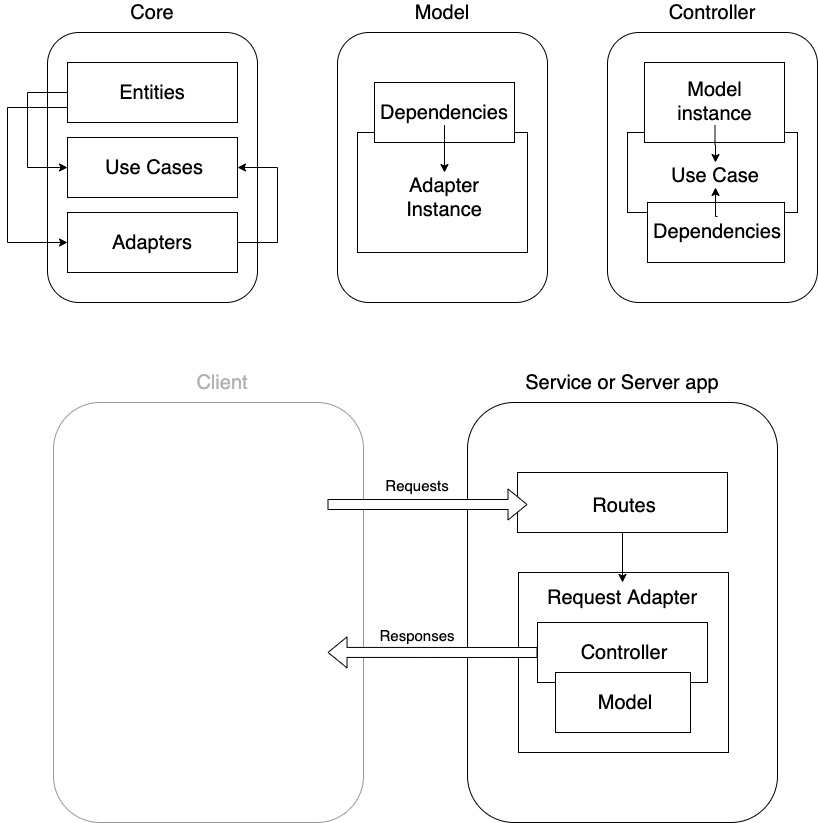 Core
Model
Controller
Entities
Use Cases
Adapters
Dependencies
Adapter
Instance
Model
instance
Use Case
Dependencies
Client
Service or Server app
Requests
Routes
Request Adapter
Responses
Controller
Model